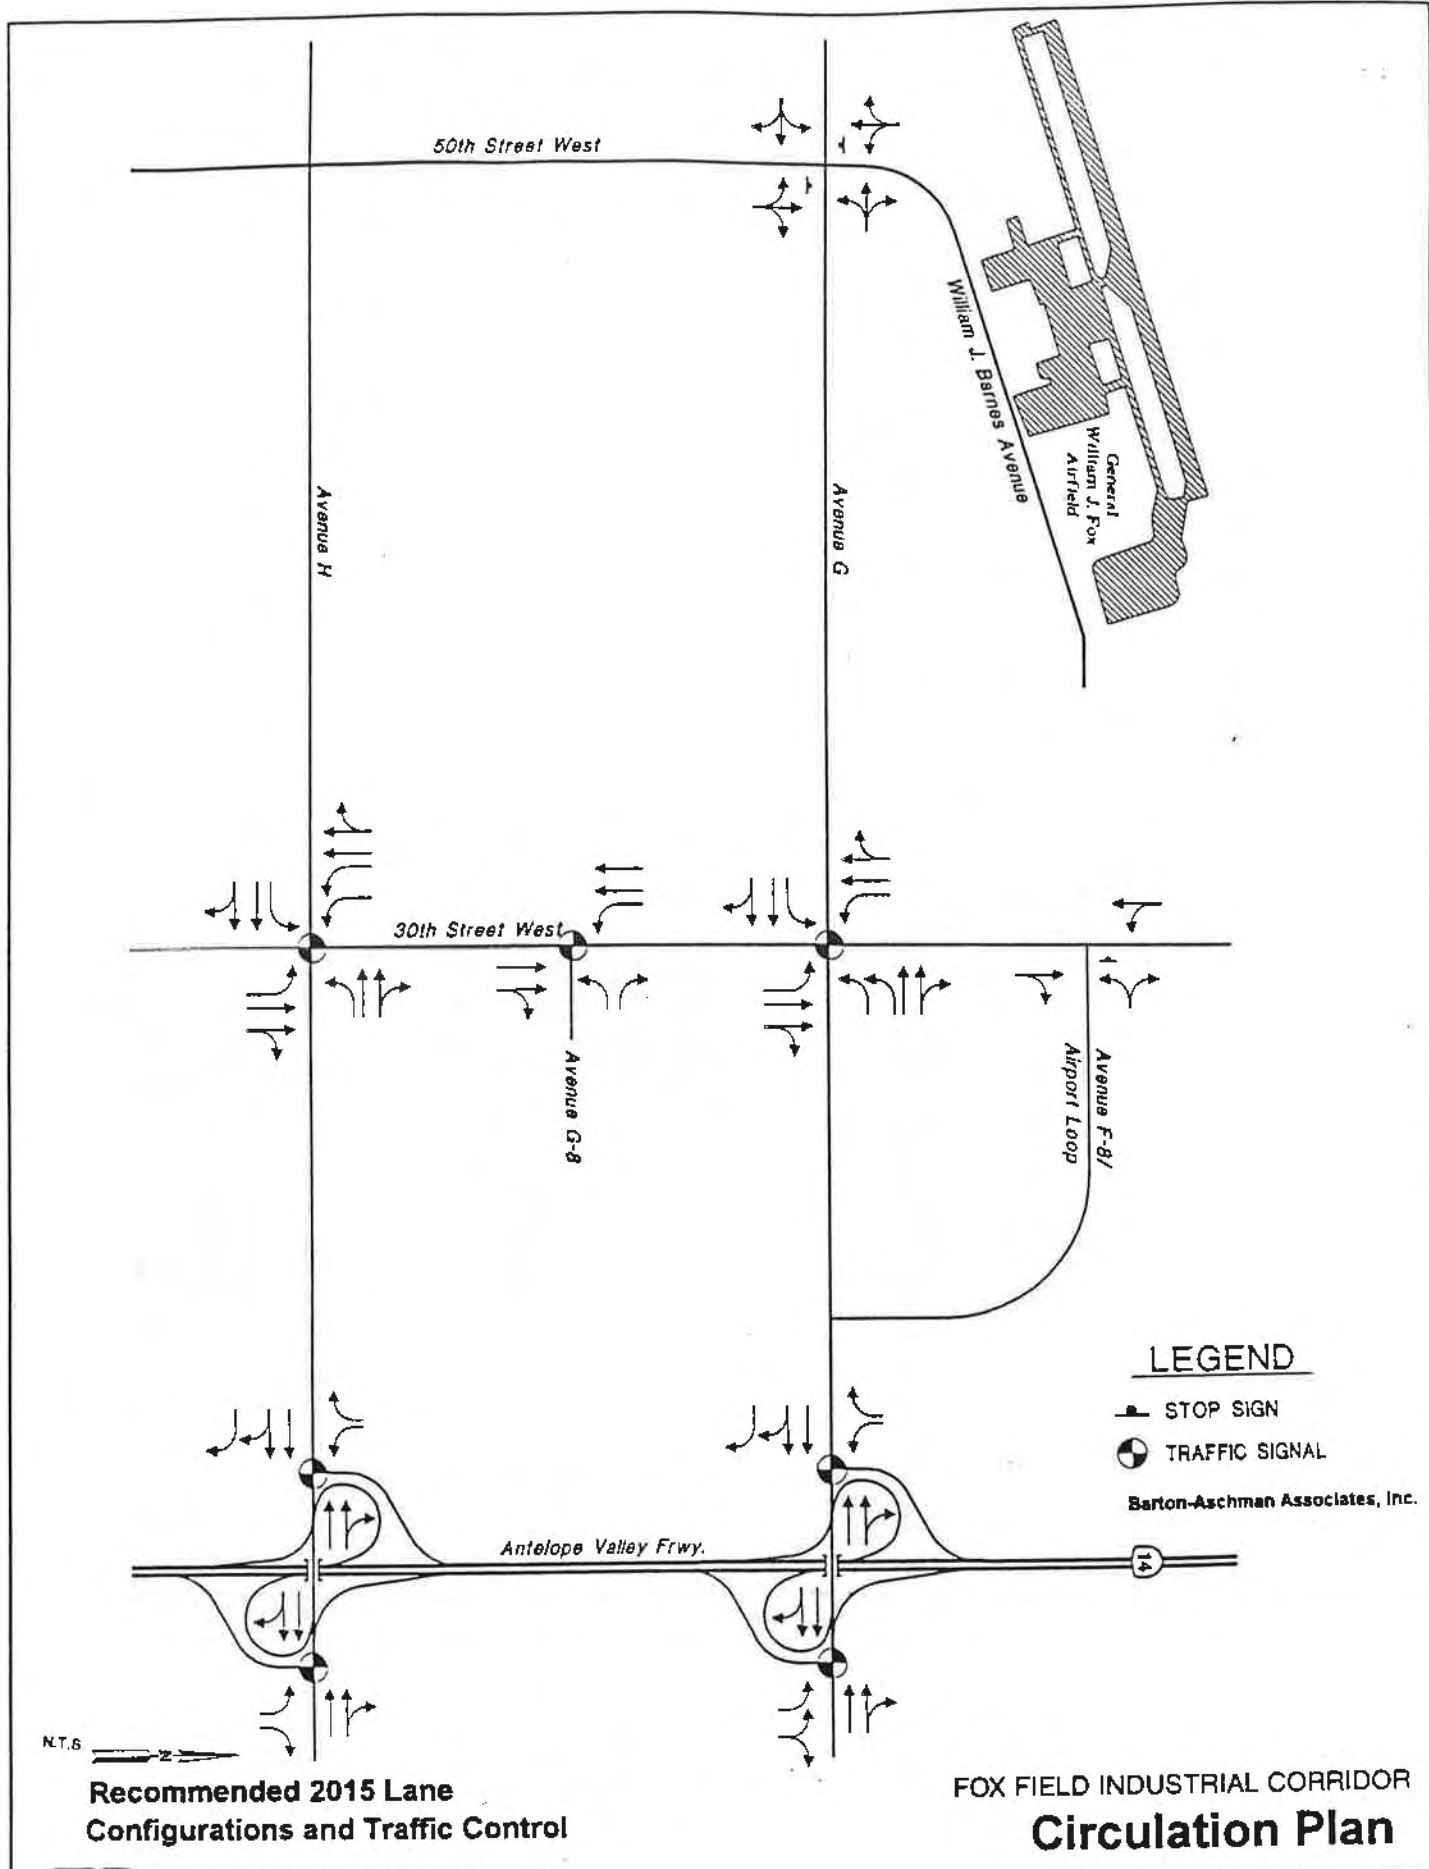 50th Street West
William J. Barnes Avenue
General
William J. Fox
Airfield
Avenue H
Avenue G
30th Street West
Avenue G-8
Avenue F-8/
Airport Loop
LEGEND
STOP SIGN
TRAFFIC SIGNAL
Barton-Aschman Associates, Inc.
Antelope Valley Frwy.
14
N.T.S
N
Recommended 2015 Lane
Configurations and Traffic Control
FOX FIELD INDUSTRIAL CORRIDOR
Circulation Plan